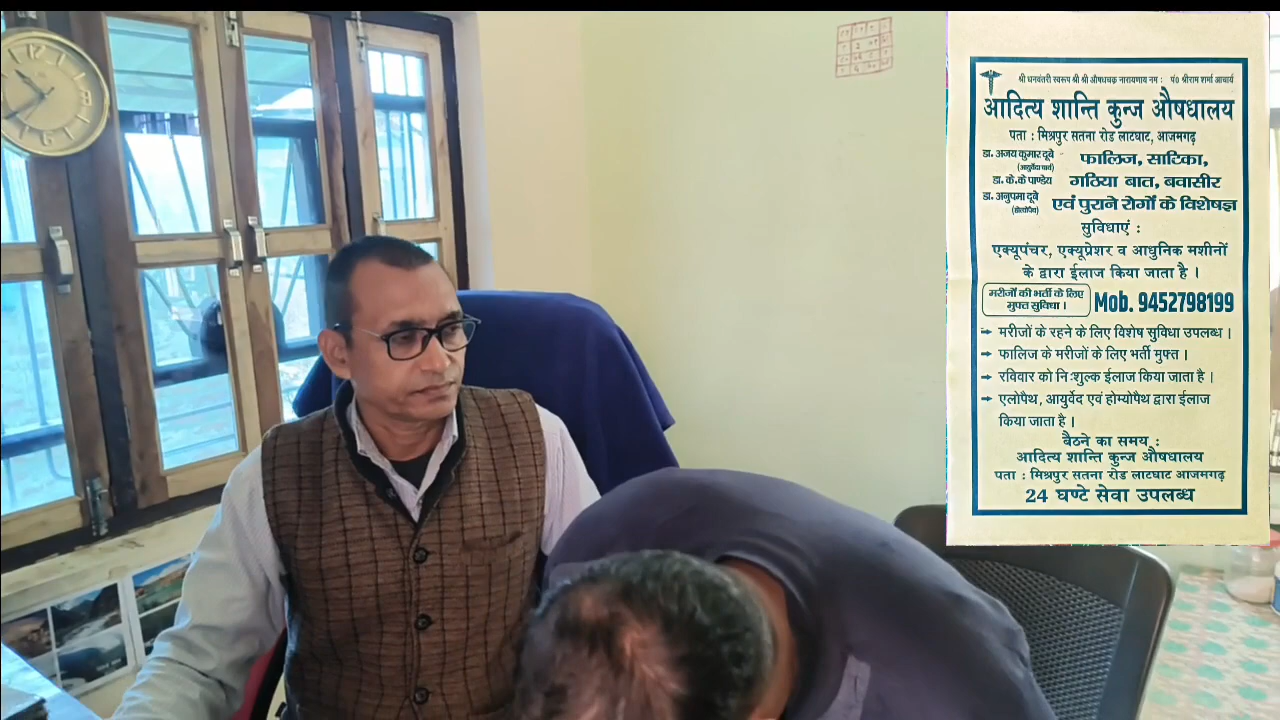 श्री धनवंतरी स्वरूप श्री श्री औषधचक्र नारायणाय नमः पं० श्रीराम शर्मा आचार्य
आदित्य शान्ति कुन्ज औषधालय
पता : मिश्रपुर सतना रोड लाटघाट, आजमगढ़
डा. अजय कुमार दूबे
(आयुर्वेदा चार्य)
डा. के.के पाण्डेय
डा. अनुपमा दूबे
(होम्योपैथ)
फालिज, साटिका,
गठिया बात, बवासीर
एवं पुराने रोगों के विशेषज्ञ
सुविधाएं :
एक्यूपंचर, एक्यूप्रेशर व आधुनिक मशीनों
के द्वारा ईलाज किया जाता है ।
मरीजों की भर्ती के लिए
मुफ्त सुविधा ।
Mob. 9452798199
मरीजों के रहने के लिए विशेष सुविधा उपलब्ध ।
फालिज के मरीजों के लिए भर्ती मुफ्त ।
रविवार को निःशुल्क ईलाज किया जाता है ।
एलोपैथ, आयुर्वेद एवं होम्योपैथ द्वारा ईलाज
किया जाता है ।
बैठने का समय :
आदित्य शान्ति कुन्ज औषधालय
पता : मिश्रपुर सतना रोड लाटघाट आजमगढ़
24 घण्टे सेवा उपलब्ध